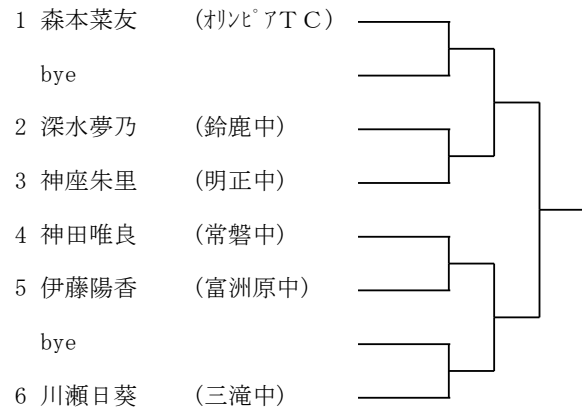 1 森本菜友 (ｵﾘﾝﾋﾟｱＴＣ)
bye
2 深水夢乃 (鈴鹿中)
3 神座朱里 (明正中)
4 神田唯良 (常磐中)
5 伊藤陽香 (富洲原中)
bye
6 川瀬日葵 (三滝中)